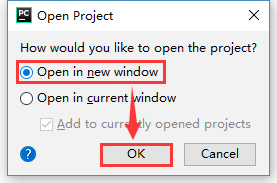 PC Open Project
How would you like to open the project?
Open in new window
Open in current window
Add to currently opened projects
? OK Cancel